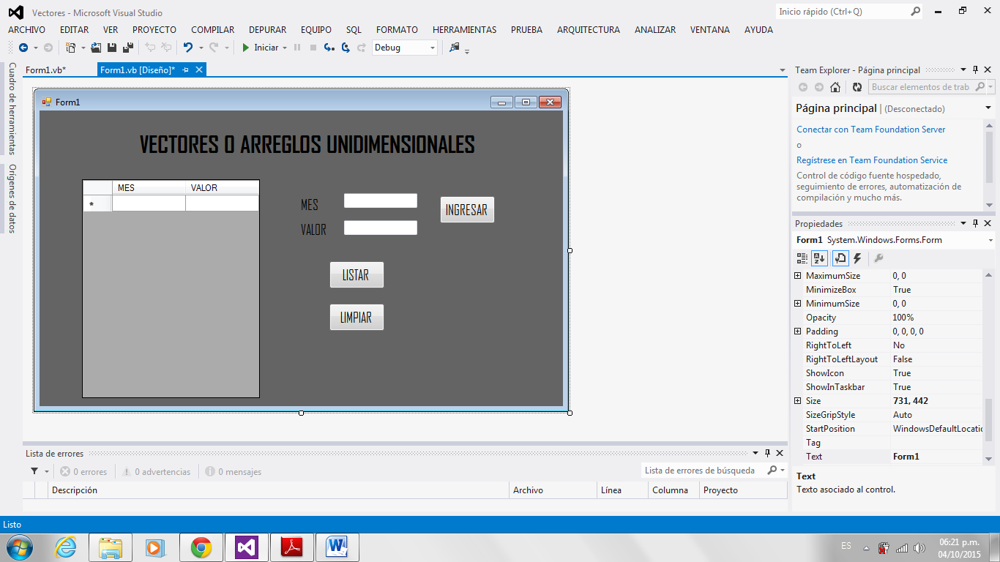 Vectores - Microsoft Visual Studio
Inicio rápido (Ctrl+Q)
ARCHIVO EDITAR VER PROYECTO COMPILAR DEPURAR EQUIPO SQL FORMATO HERRAMIENTAS PRUEBA ARQUITECTURA ANALIZAR VENTANA AYUDA
Iniciar Debug
Cuadro de herramientas
Orígenes de datos
Form1.vb* Form1.vb [Diseño]*
Form1
VECTORES O ARREGLOS UNIDIMENSIONALES
MES VALOR
*
MES
INGRESAR
VALOR
LISTAR
LIMPIAR
Team Explorer - Página principal
Buscar elementos de trab
Página principal | (Desconectado)
Conectar con Team Foundation Server
o
Regístrese en Team Foundation Service
Control de código fuente hospedado,
seguimiento de errores, automatización de
compilación y mucho más.
Propiedades
Form1 System.Windows.Forms.Form
MaximumSize 0, 0
MinimizeBox True
MinimumSize 0, 0
Opacity 100%
Padding 0, 0, 0, 0
RightToLeft No
RightToLeftLayout False
ShowIcon True
ShowInTaskbar True
Size 731, 442
SizeGripStyle Auto
StartPosition WindowsDefaultLocatio
Tag
Text Form1
Text
Texto asociado al control.
Lista de errores
0 errores 0 advertencias 0 mensajes
Lista de errores de búsqueda
Descripción Archivo Línea Columna Proyecto
Listo
ES
06:21 p.m.
04/10/2015